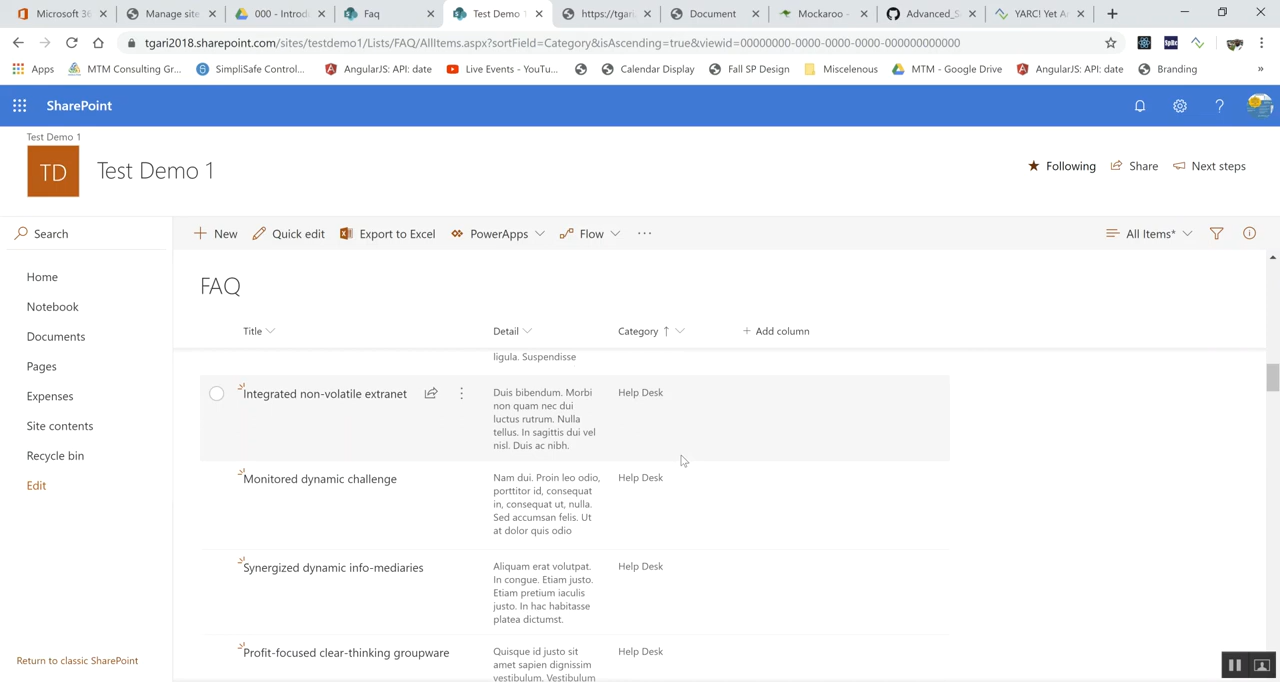 Microsoft 36
Manage site
000 - Introd
Faq
Test Demo 1
https://tgari
Document
Mockaroo -
Advanced_S
YARC! Yet A
tgari2018.sharepoint.com/sites/testdemo1/Lists/FAQ/AllItems.aspx?sortField=Category&isAscending=true&viewid=00000000-0000-0000-0000-000000000000
Apps
MTM Consulting Gr...
SimpliSafe Control...
AngularJS: API: date
Live Events - YouTu...
Calendar Display
Fall SP Design
Miscelenous
MTM - Google Drive
AngularJS: API: date
Branding
»
SharePoint
?
Test Demo 1
TD
Test Demo 1
Following
Share
Next steps
Search
New
Quick edit
Export to Excel
PowerApps
Flow
...
All Items*
Home
Notebook
Documents
Pages
Expenses
Site contents
Recycle bin
Edit
Return to classic SharePoint
FAQ
Title
Detail
Category
+ Add column
ligula. Suspendisse
Integrated non-volatile extranet
Duis bibendum. Morbi
non quam nec dui
luctus rutrum. Nulla
tellus. In sagittis dui vel
nisl. Duis ac nibh.
Help Desk
Monitored dynamic challenge
Nam dui. Proin leo odio,
porttitor id, consequat
in, consequat ut, nulla.
Sed accumsan felis. Ut
at dolor quis odio
Help Desk
Synergized dynamic info-mediaries
Aliquam erat volutpat.
In congue. Etiam justo.
Etiam pretium iaculis
justo. In hac habitasse
platea dictumst.
Help Desk
Profit-focused clear-thinking groupware
Quisque id justo sit
amet sapien dignissim
vestibulum. Vestibulum
Help Desk